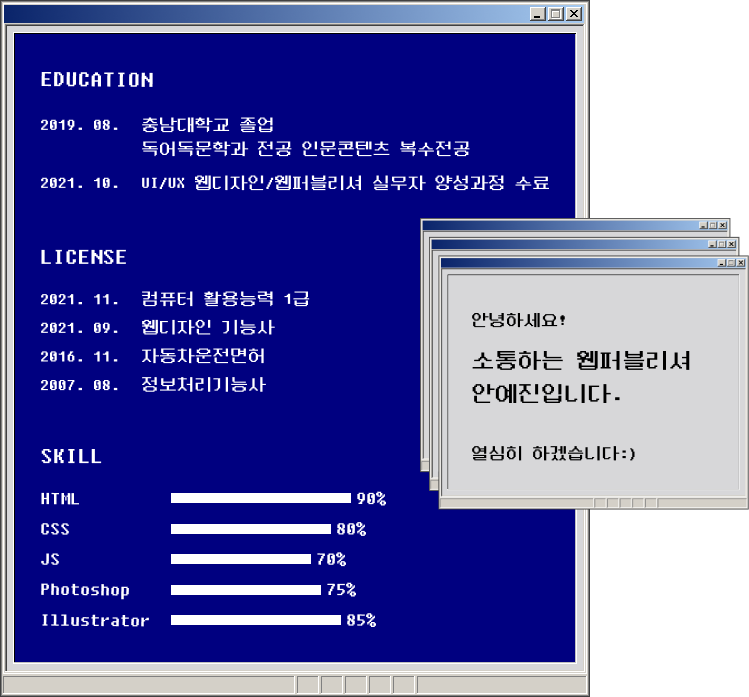 EDUCATION
2019. 08. 충남대학교 졸업
독어독문학과 전공 인문콘텐츠 복수전공
2021. 10. UI/UX 웹디자인/웹퍼블리셔 실무자 양성과정 수료
LICENSE
2021. 11. 컴퓨터 활용능력 1급
2021. 09. 웹디자인 기능사
2016. 11. 자동차운전면허
2007. 08. 정보처리기능사
SKILL
HTML 90%
CSS 80%
JS 70%
Photoshop 75%
Illustrator 85%
안녕하세요!
소통하는 웹퍼블리셔
안예진입니다.
열심히 하겠습니다:)